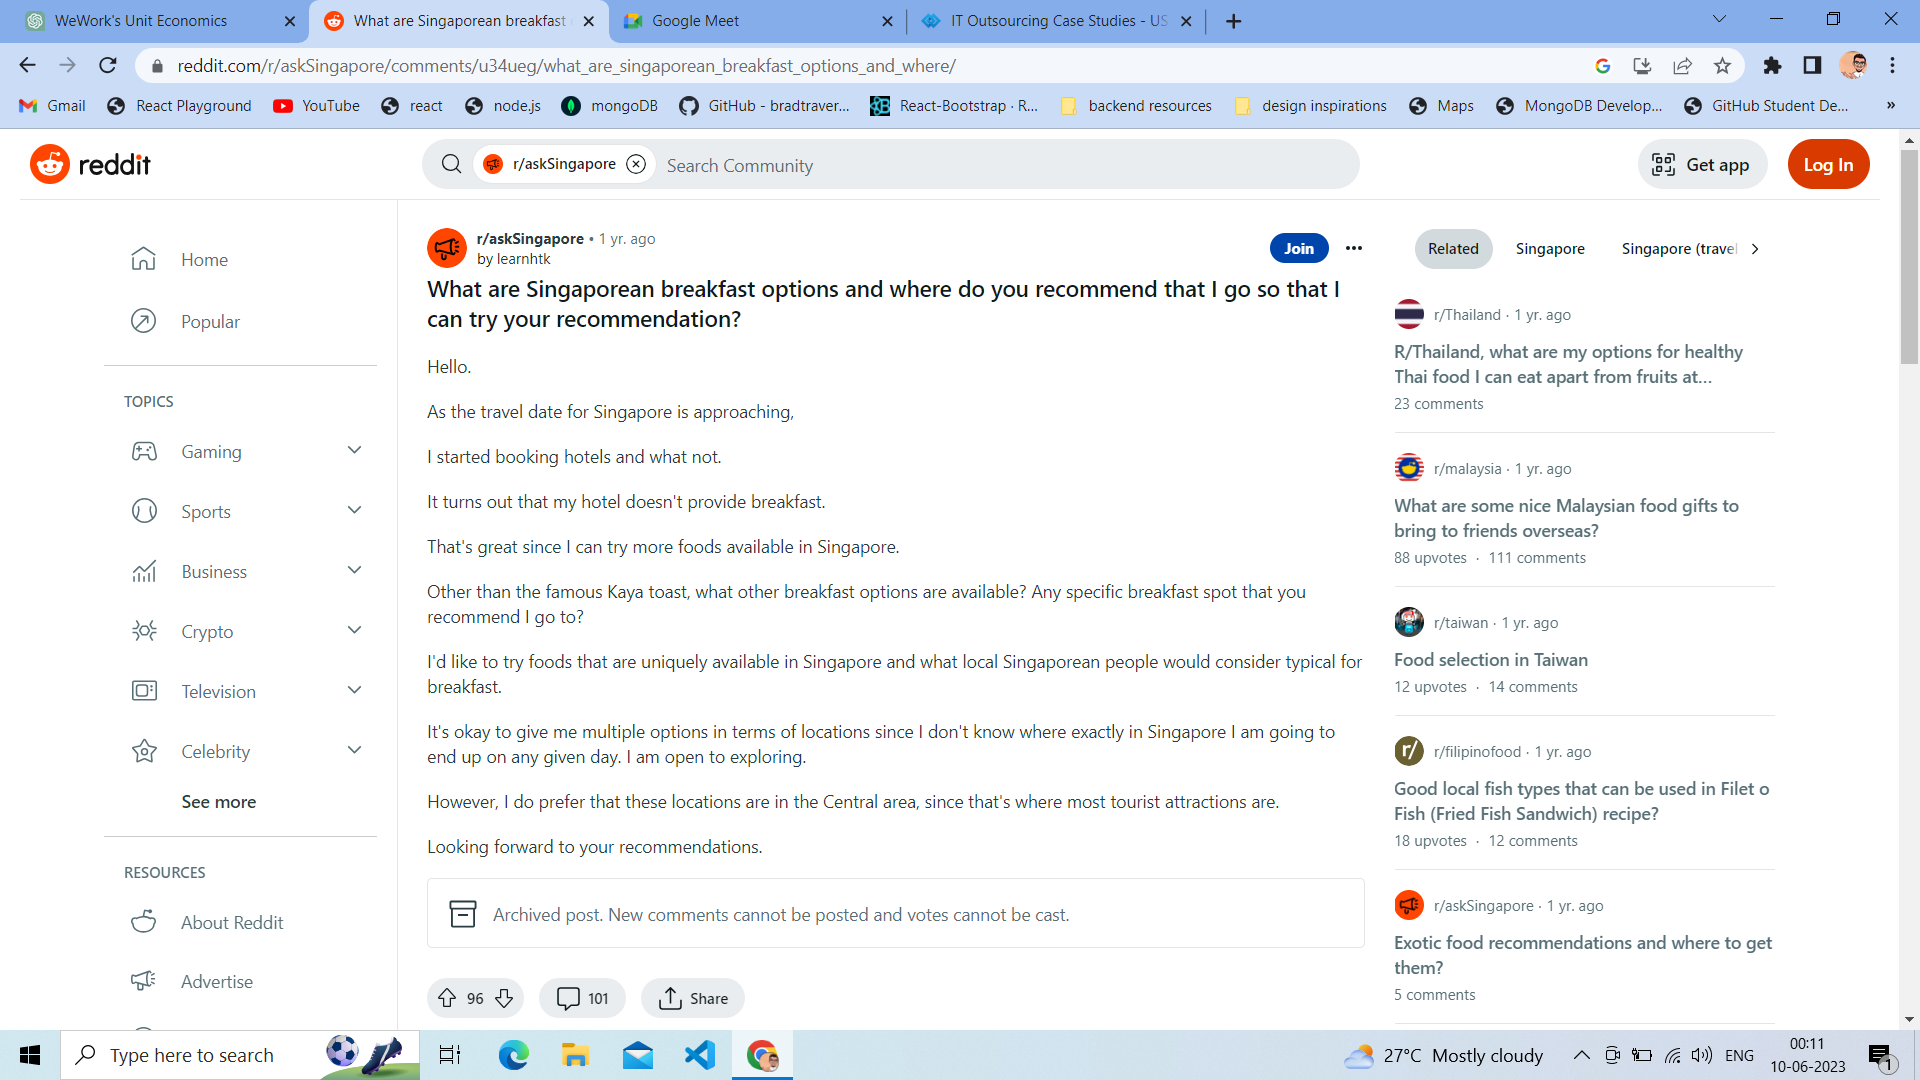 WeWork's Unit Economics
What are Singaporean breakfast
Google Meet
IT Outsourcing Case Studies - US
reddit.com/r/askSingapore/comments/u34ueg/what_are_singaporean_breakfast_options_and_where/
Gmail
React Playground
YouTube
react
node.js
mongoDB
GitHub - bradtraver...
React-Bootstrap · R...
backend resources
design inspirations
Maps
MongoDB Develop...
GitHub Student De...
»
reddit
r/askSingapore
Search Community
Get app
Log In
Home
Popular
TOPICS
Gaming
Sports
Business
Crypto
Television
Celebrity
See more
RESOURCES
About Reddit
Advertise
r/askSingapore • 1 yr. ago
by learnhtk
Join
What are Singaporean breakfast options and where do you recommend that I go so that I
can try your recommendation?
Hello.
As the travel date for Singapore is approaching,
I started booking hotels and what not.
It turns out that my hotel doesn't provide breakfast.
That's great since I can try more foods available in Singapore.
Other than the famous Kaya toast, what other breakfast options are available? Any specific breakfast spot that you
recommend I go to?
I'd like to try foods that are uniquely available in Singapore and what local Singaporean people would consider typical for
breakfast.
It's okay to give me multiple options in terms of locations since I don't know where exactly in Singapore I am going to
end up on any given day. I am open to exploring.
However, I do prefer that these locations are in the Central area, since that's where most tourist attractions are.
Looking forward to your recommendations.
Archived post. New comments cannot be posted and votes cannot be cast.
96
101
Share
Related
Singapore
Singapore (travel
r/Thailand · 1 yr. ago
R/Thailand, what are my options for healthy
Thai food I can eat apart from fruits at...
23 comments
r/malaysia · 1 yr. ago
What are some nice Malaysian food gifts to
bring to friends overseas?
88 upvotes · 111 comments
r/taiwan · 1 yr. ago
Food selection in Taiwan
12 upvotes · 14 comments
r/
r/filipinofood · 1 yr. ago
Good local fish types that can be used in Filet o
Fish (Fried Fish Sandwich) recipe?
18 upvotes · 12 comments
r/askSingapore · 1 yr. ago
Exotic food recommendations and where to get
them?
5 comments
Type here to search
27°C Mostly cloudy
ENG
00:11
10-06-2023
1